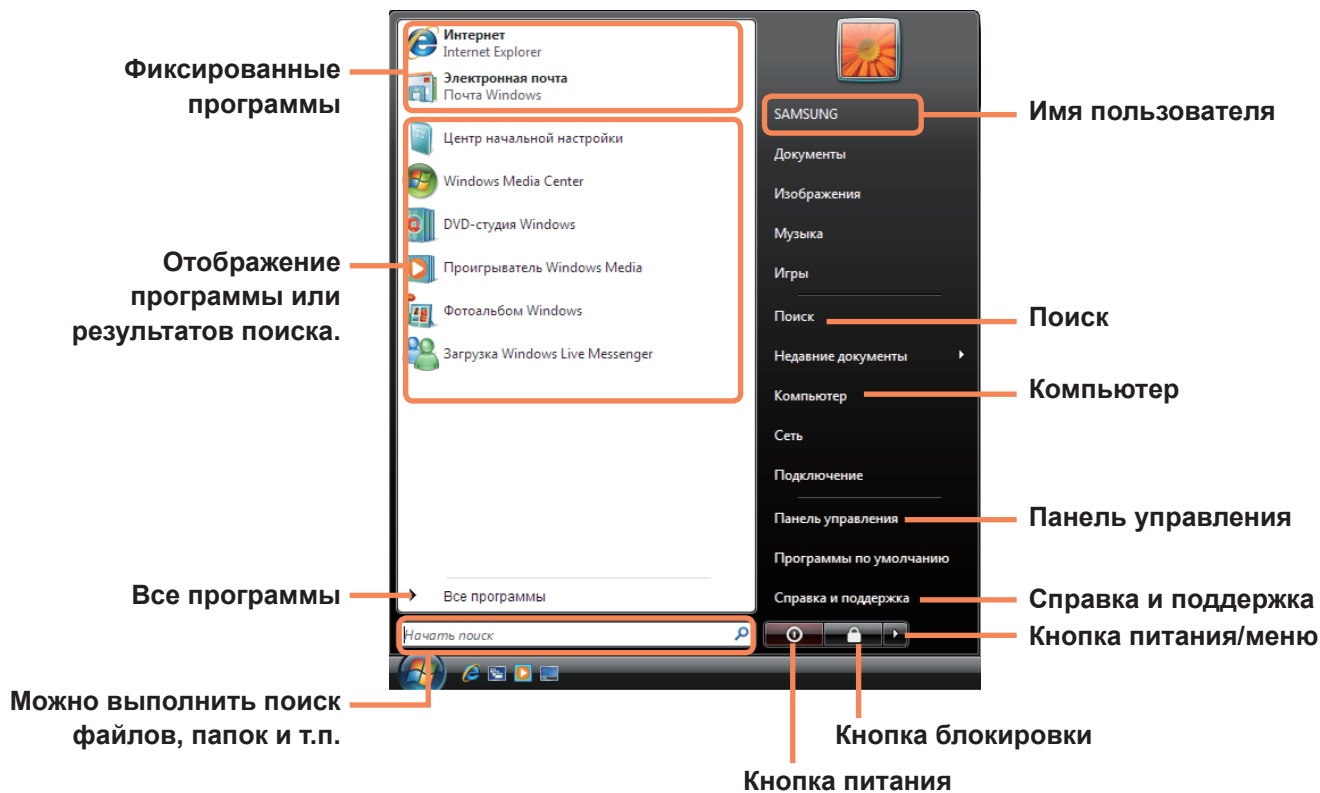 Фиксированные
программы
Отображение
программы или
результатов поиска.
Все программы
Можно выполнить поиск
файлов, папок и т.п.
Интернет
Internet Explorer
Электронная почта
Почта Windows
Центр начальной настройки
Windows Media Center
DVD-студия Windows
Проигрыватель Windows Media
Фотоальбом Windows
Загрузка Windows Live Messenger
Все программы
Начать поиск
SAMSUNG
Документы
Изображения
Музыка
Игры
Поиск
Недавние документы
Компьютер
Сеть
Подключение
Панель управления
Программы по умолчанию
Справка и поддержка
Имя пользователя
Поиск
Компьютер
Панель управления
Справка и поддержка
Кнопка питания/меню
Кнопка блокировки
Кнопка питания